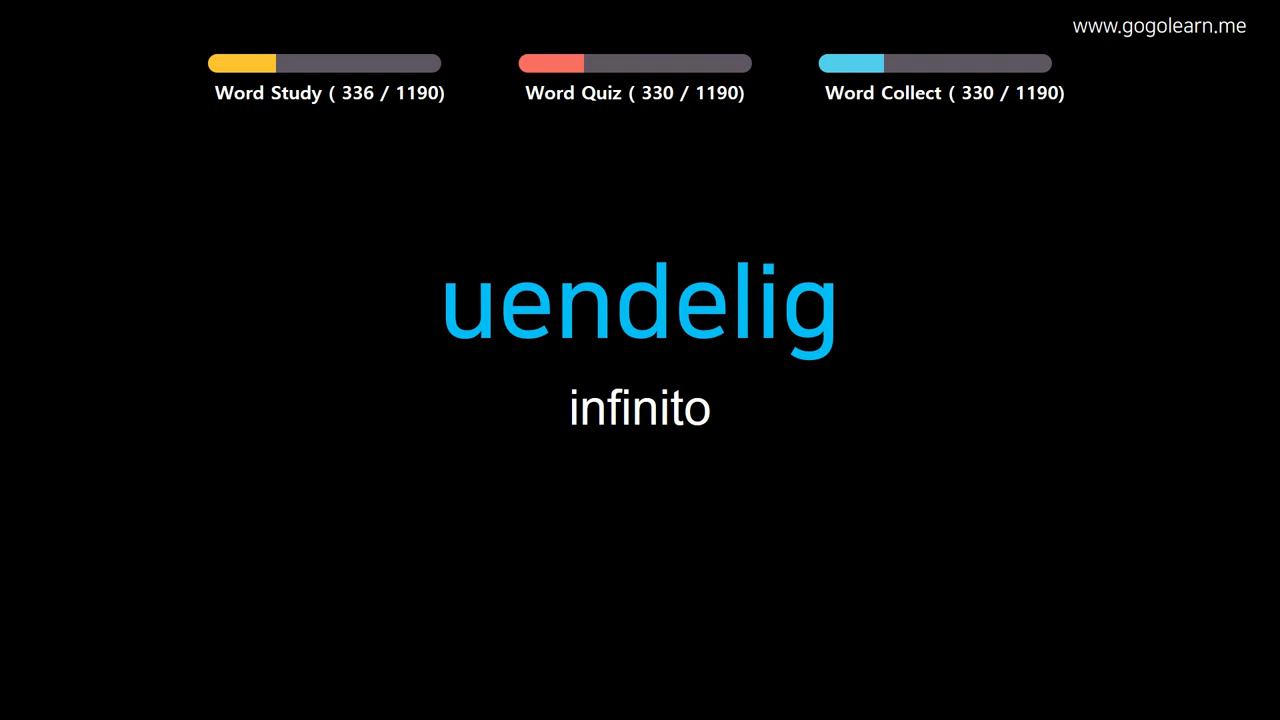 www.gogolearn.me
Word Study ( 336 / 1190)
Word Quiz ( 330 / 1190)
Word Collect ( 330 / 1190)
uendelig
infinito